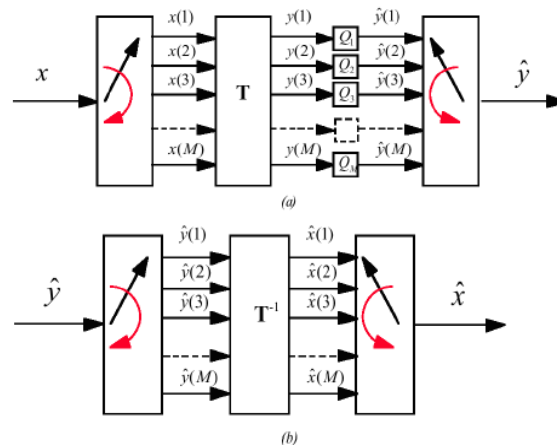 x(1) y(1) ŷ(1)
Q₁
x(2) y(2) ŷ(2)
Q₂
x(3) y(3) ŷ(3)
Q₃
x T ŷ
x(M) y(M) ŷ(M)
Q_M
(a)
ŷ(1) x̂(1)
ŷ(2) x̂(2)
ŷ(3) x̂(3)
ŷ T⁻¹ x̂
ŷ(M) x̂(M)
(b)